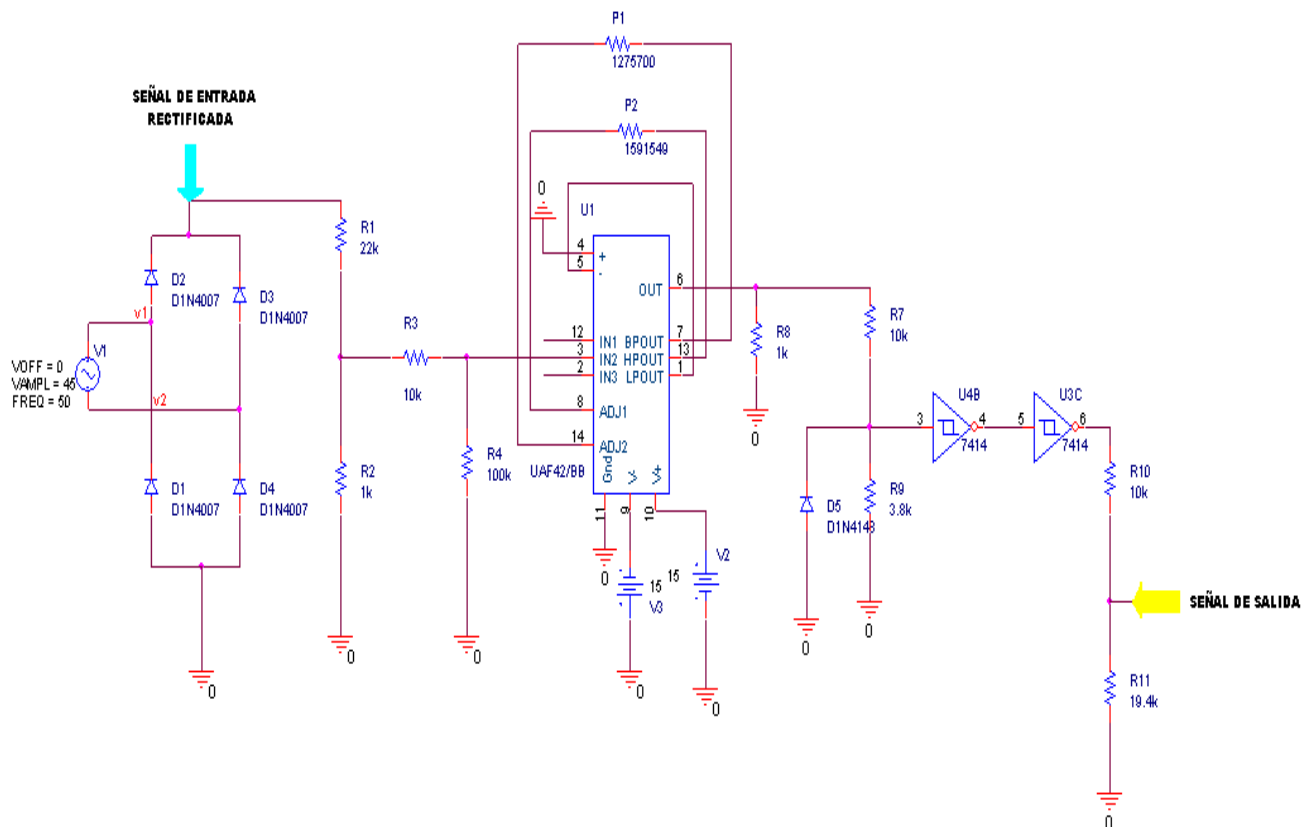 P1
1275700
SEÑAL DE ENTRADA
RECTIFICADA
P2
1591549
0
U1
R1
22k
4
+
5
-
OUT
6
D2
D1N4007
D3
D1N4007
v1
V1
VOFF = 0
VAMPL = 45
FREQ = 50
v2
R3
10k
12
IN1
BPOUT
7
3
IN2
HPOUT
13
2
IN3
LPOUT
1
R8
1k
0
R7
10k
8
ADJ1
14
ADJ2
UAF42/BB
Gnd
V-
V+
11
9
10
U4B
3
4
7414
U3C
5
6
7414
R2
1k
0
R4
100k
0
D1
D1N4007
D4
D1N4007
0
0
15
V3
0
15
V2
0
D5
D1N4148
0
R9
3.8k
0
R10
10k
SEÑAL DE SALIDA
R11
19.4k
0